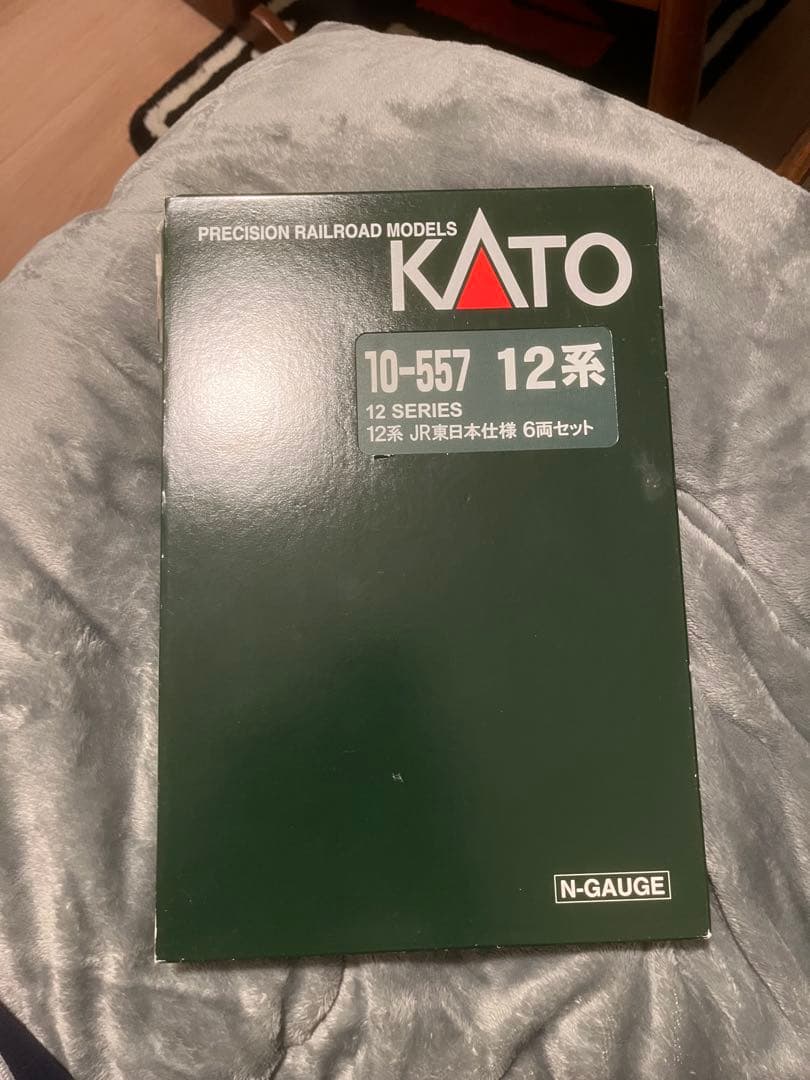 PRECISION RAILROAD MODELS
KATO
10-557 12系
12 SERIES
12系 JR東日本仕様 6両セット
N-GAUGE